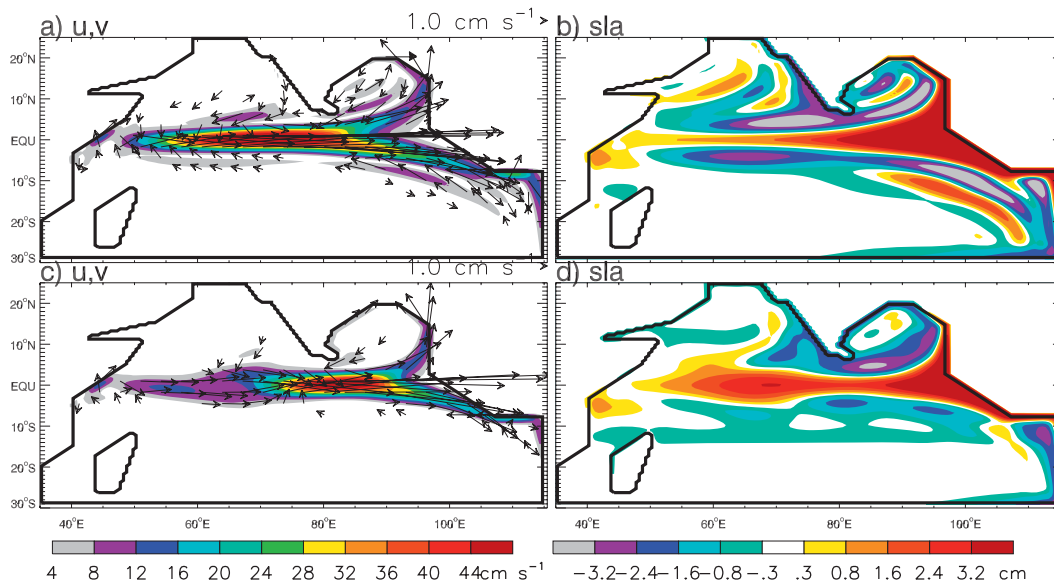 a) u,v
1.0 cm s⁻¹
b) sla
20°N
10°N
EQU
10°S
20°S
30°S
c) u,v
1.0 cm s⁻¹
d) sla
20°N
10°N
EQU
10°S
20°S
30°S
40°E 60°E 80°E 100°E
40°E 60°E 80°E 100°E
4 8 12 16 20 24 28 32 36 40 44 cm s⁻¹
-3.2 -2.4 -1.6 -0.8 -.3 .3 0.8 1.6 2.4 3.2 cm